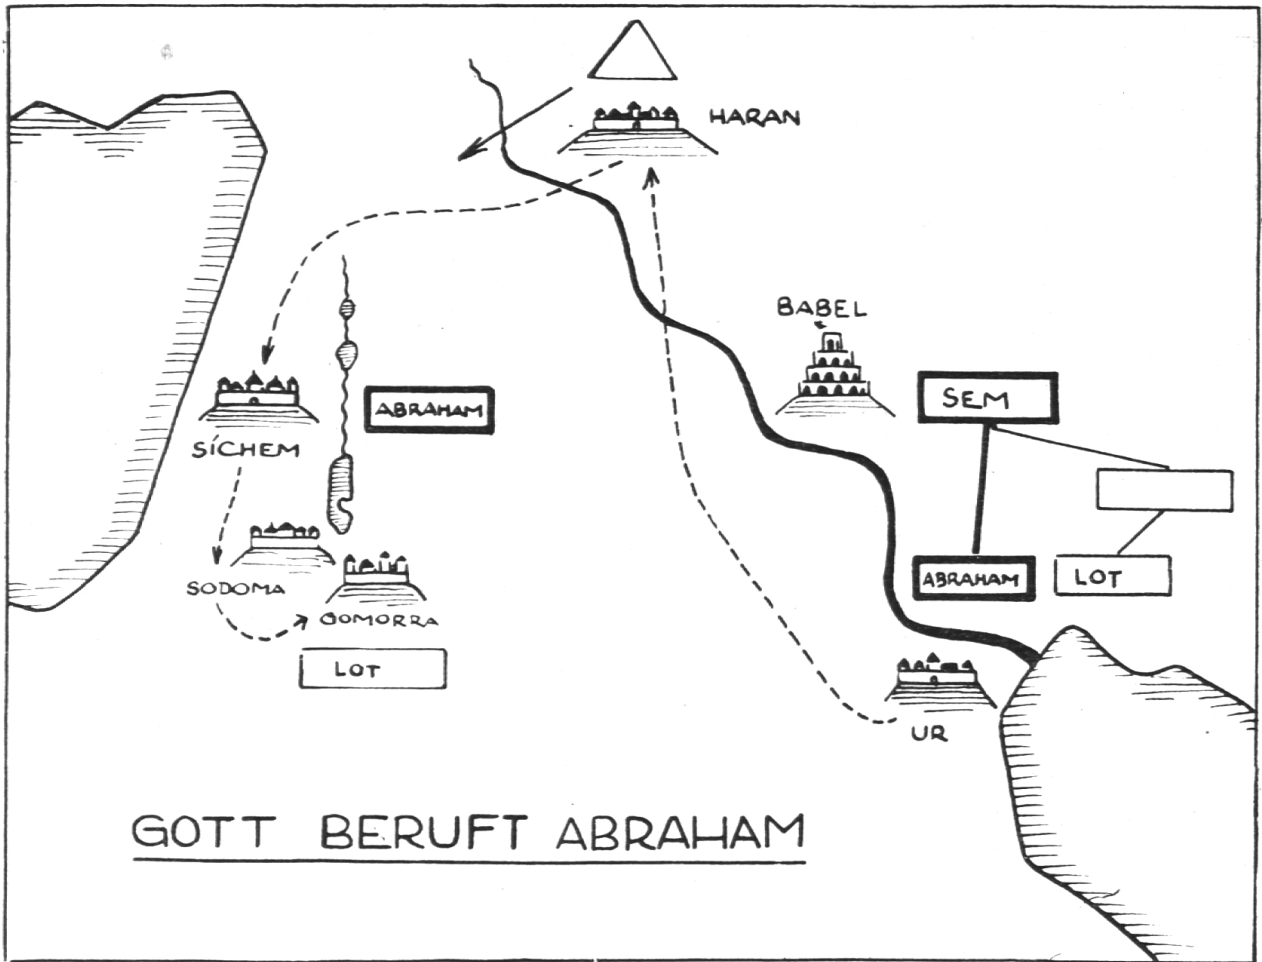 HARAN
BABEL
SEM
ABRAHAM
SÍCHEM
ABRAHAM
LOT
SODOMA
GOMORRA
LOT
UR
GOTT BERUFT ABRAHAM